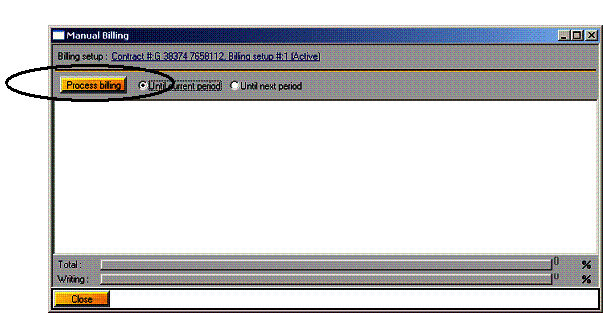 Manual Billing
Billing setup : Contract #:G 38374 7658112, Billing setup #:1 (Active)
Process billing Until current period Until next period
Total : 0 %
Writing : 0 %
Close